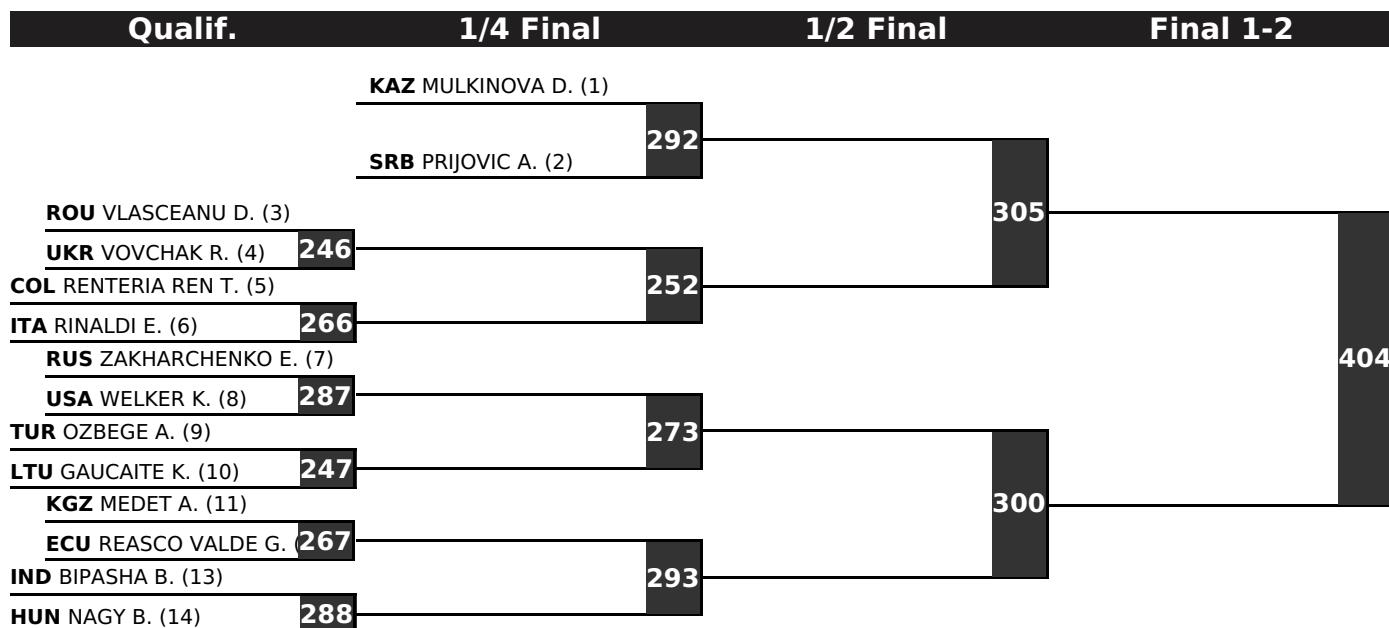 Qualif. 1/4 Final 1/2 Final Final 1-2
KAZ MULKINOVA D. (1)
292
SRB PRIJOVIC A. (2)
ROU VLASCEANU D. (3)
305
UKR VOVCHAK R. (4) 246
COL RENTERIA REN T. (5)
252
ITA RINALDI E. (6) 266
RUS ZAKHARCHENKO E. (7)
404
USA WELKER K. (8) 287
TUR OZBEGE A. (9)
273
LTU GAUCAITE K. (10) 247
KGZ MEDET A. (11)
300
ECU REASCO VALDE G. ( 267
IND BIPASHA B. (13)
293
HUN NAGY B. (14) 288